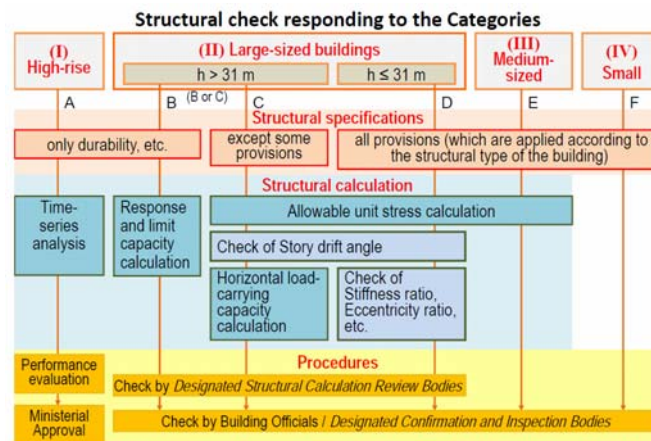 Structural check responding to the Categories
(I)
High-rise
(II) Large-sized buildings
h > 31 m
h ≤ 31 m
(III)
Medium-
sized
(IV)
Small
A
B
(B or C)
C
D
E
F
Structural specifications
only durability, etc.
except some
provisions
all provisions (which are applied according to
the structural type of the building)
Structural calculation
Time-
series
analysis
Response
and limit
capacity
calculation
Allowable unit stress calculation
Check of Story drift angle
Horizontal load-
carrying
capacity
calculation
Check of
Stiffness ratio,
Eccentricity ratio,
etc.
Procedures
Performance
evaluation
Check by Designated Structural Calculation Review Bodies
Ministerial
Approval
Check by Building Officials / Designated Confirmation and Inspection Bodies